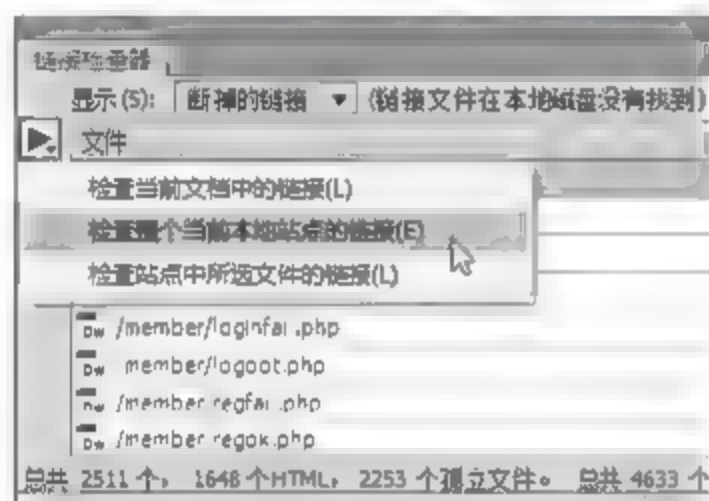 链接检查器
显示(S): 断掉的链接 (链接文件在本地磁盘没有找到)
文件
检查当前文档中的链接(L)
检查整个当前本地站点的链接(E)
检查站点中所选文件的链接(L)
/member/loginfai.php
/member/logoot.php
/member/regfai.php
/member/regok.php
总共 2511 个, 1648 个HTML, 2253 个孤立文件。 总共 4633 个